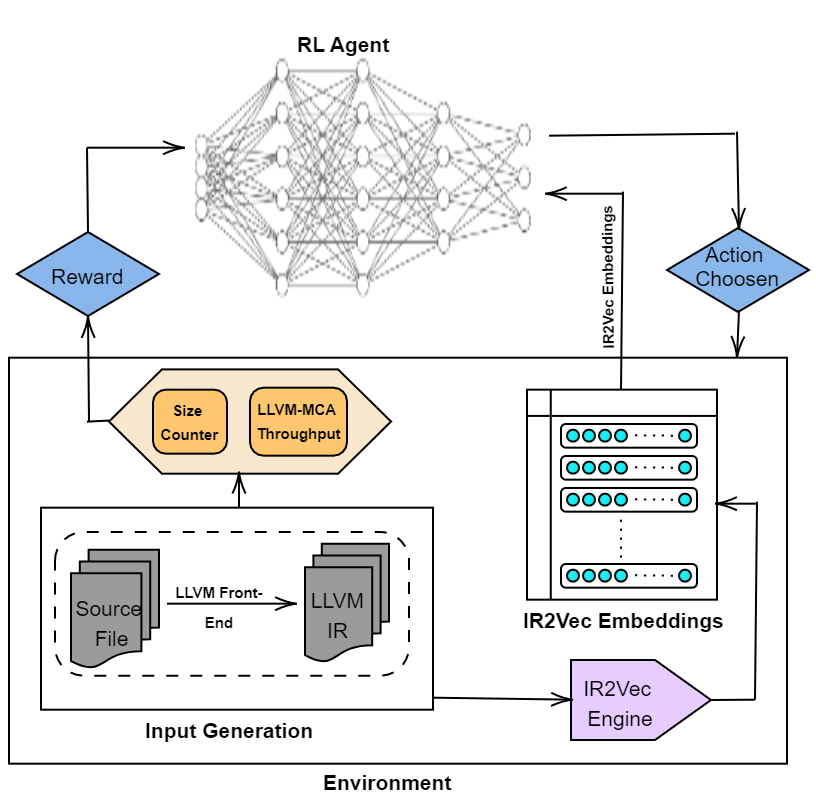 RL Agent
IR2Vec Embeddings
Reward
Action
Choosen
Size
Counter
LLVM-MCA
Throughput
Source
File
LLVM Front-
End
LLVM
IR
IR2Vec Embeddings
IR2Vec
Engine
Input Generation
Environment